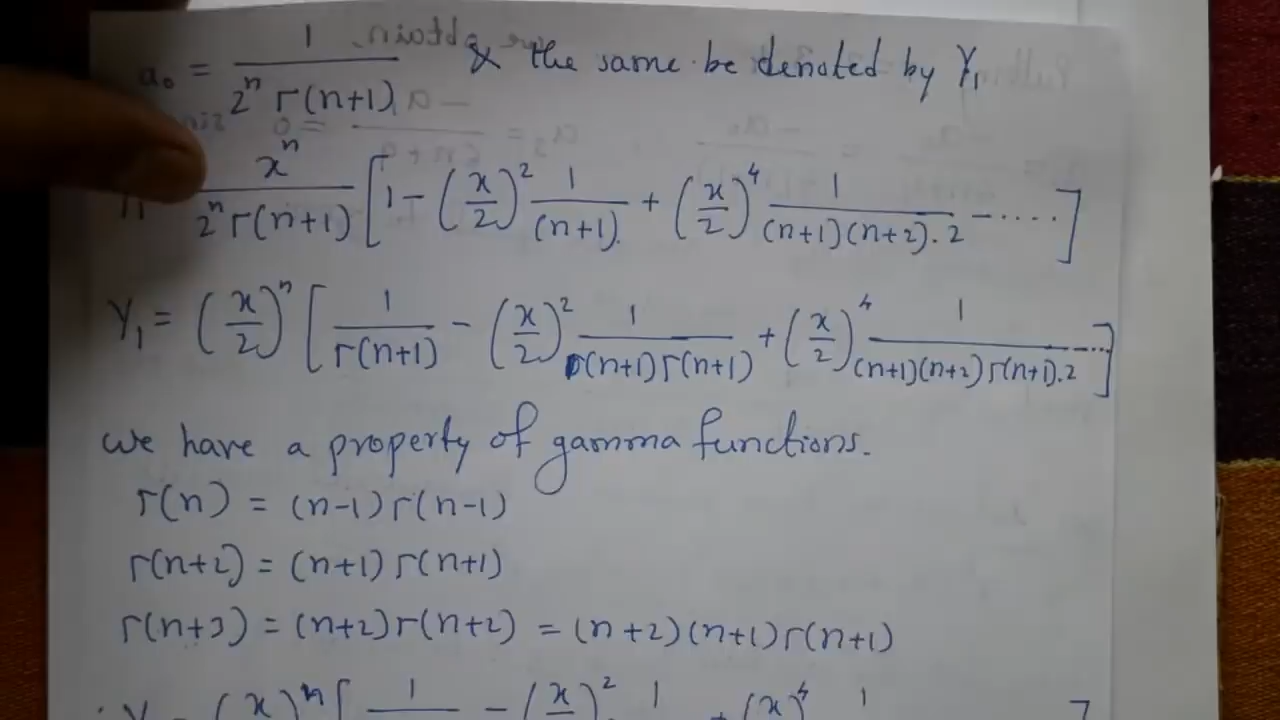 a₀ = 1 / (2ⁿ Γ(n+1)) & the same be denoted by Y₁
xⁿ / (2ⁿ Γ(n+1)) [ 1 - (x/2)² 1/(n+1) + (x/2)⁴ 1/((n+1)(n+2).2) - ..... ]
Y₁ = (x/2)ⁿ [ 1/Γ(n+1) - (x/2)² 1/((n+1)Γ(n+1)) + (x/2)⁴ 1/((n+1)(n+2)Γ(n+1).2) -.... ]
we have a property of gamma functions.
Γ(n) = (n-1)Γ(n-1)
Γ(n+2) = (n+1)Γ(n+1)
Γ(n+3) = (n+2)Γ(n+2) = (n+2)(n+1)Γ(n+1)